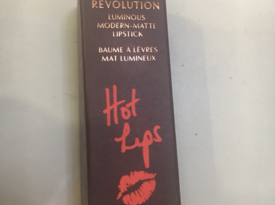 REVOLUTION
LUMINOUS
MODERN-MATTE
LIPSTICK
BAUME A LÈVRES
MAT LUMINEUX
Hot
Lips